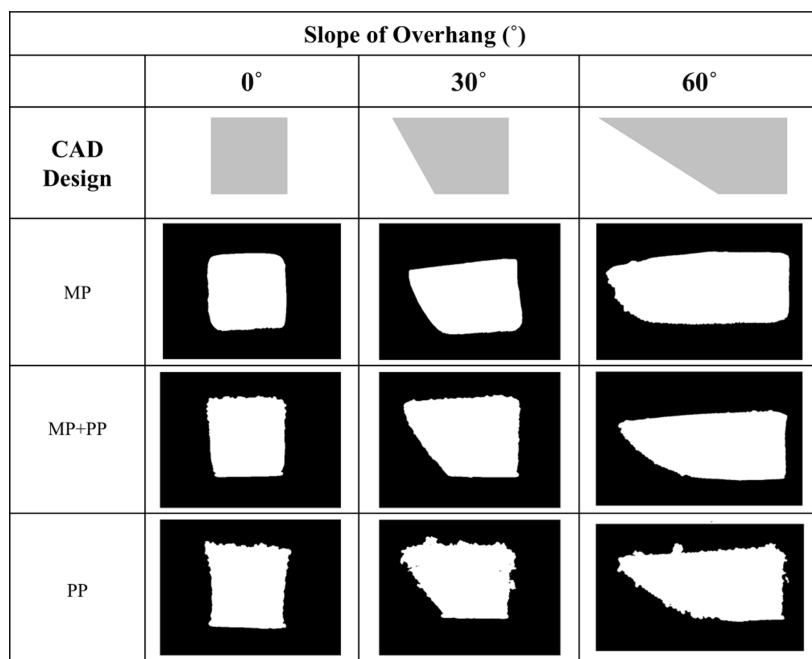 Slope of Overhang (˚)
0˚ 30˚ 60˚
CAD
Design
MP
MP+PP
PP